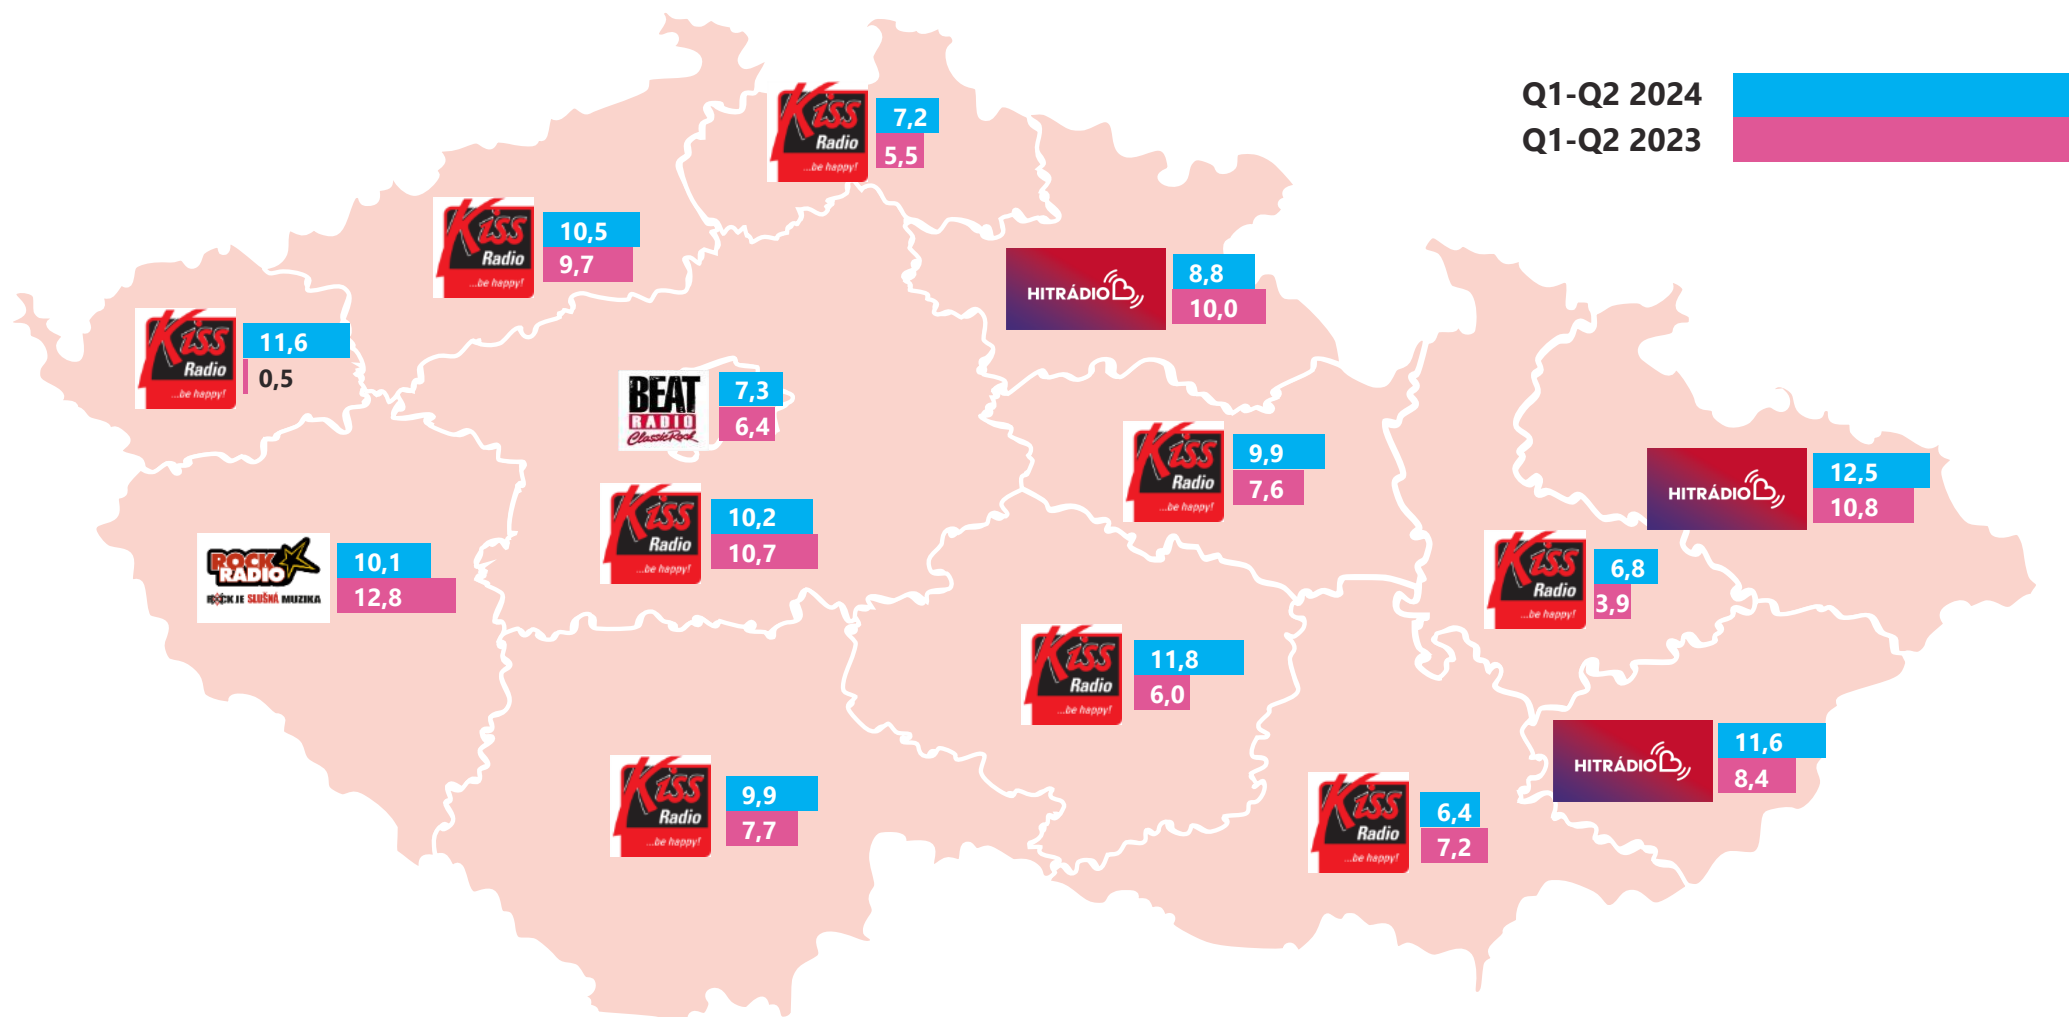 Q1-Q2 2024
Q1-Q2 2023
Kiss
Radio
...be happy!
7,2
5,5
Kiss
Radio
...be happy!
10,5
9,7
HITRÁDIO
8,8
10,0
Kiss
Radio
...be happy!
11,6
0,5
BEAT
RADIO
Classic Rock
7,3
6,4
Kiss
Radio
...be happy!
9,9
7,6
HITRÁDIO
12,5
10,8
Kiss
Radio
...be happy!
10,2
10,7
ROCK
RADIO
ROCK JE SLUŠNÁ MUZIKA
10,1
12,8
Kiss
Radio
...be happy!
6,8
3,9
Kiss
Radio
...be happy!
11,8
6,0
HITRÁDIO
11,6
8,4
Kiss
Radio
...be happy!
9,9
7,7
Kiss
Radio
...be happy!
6,4
7,2